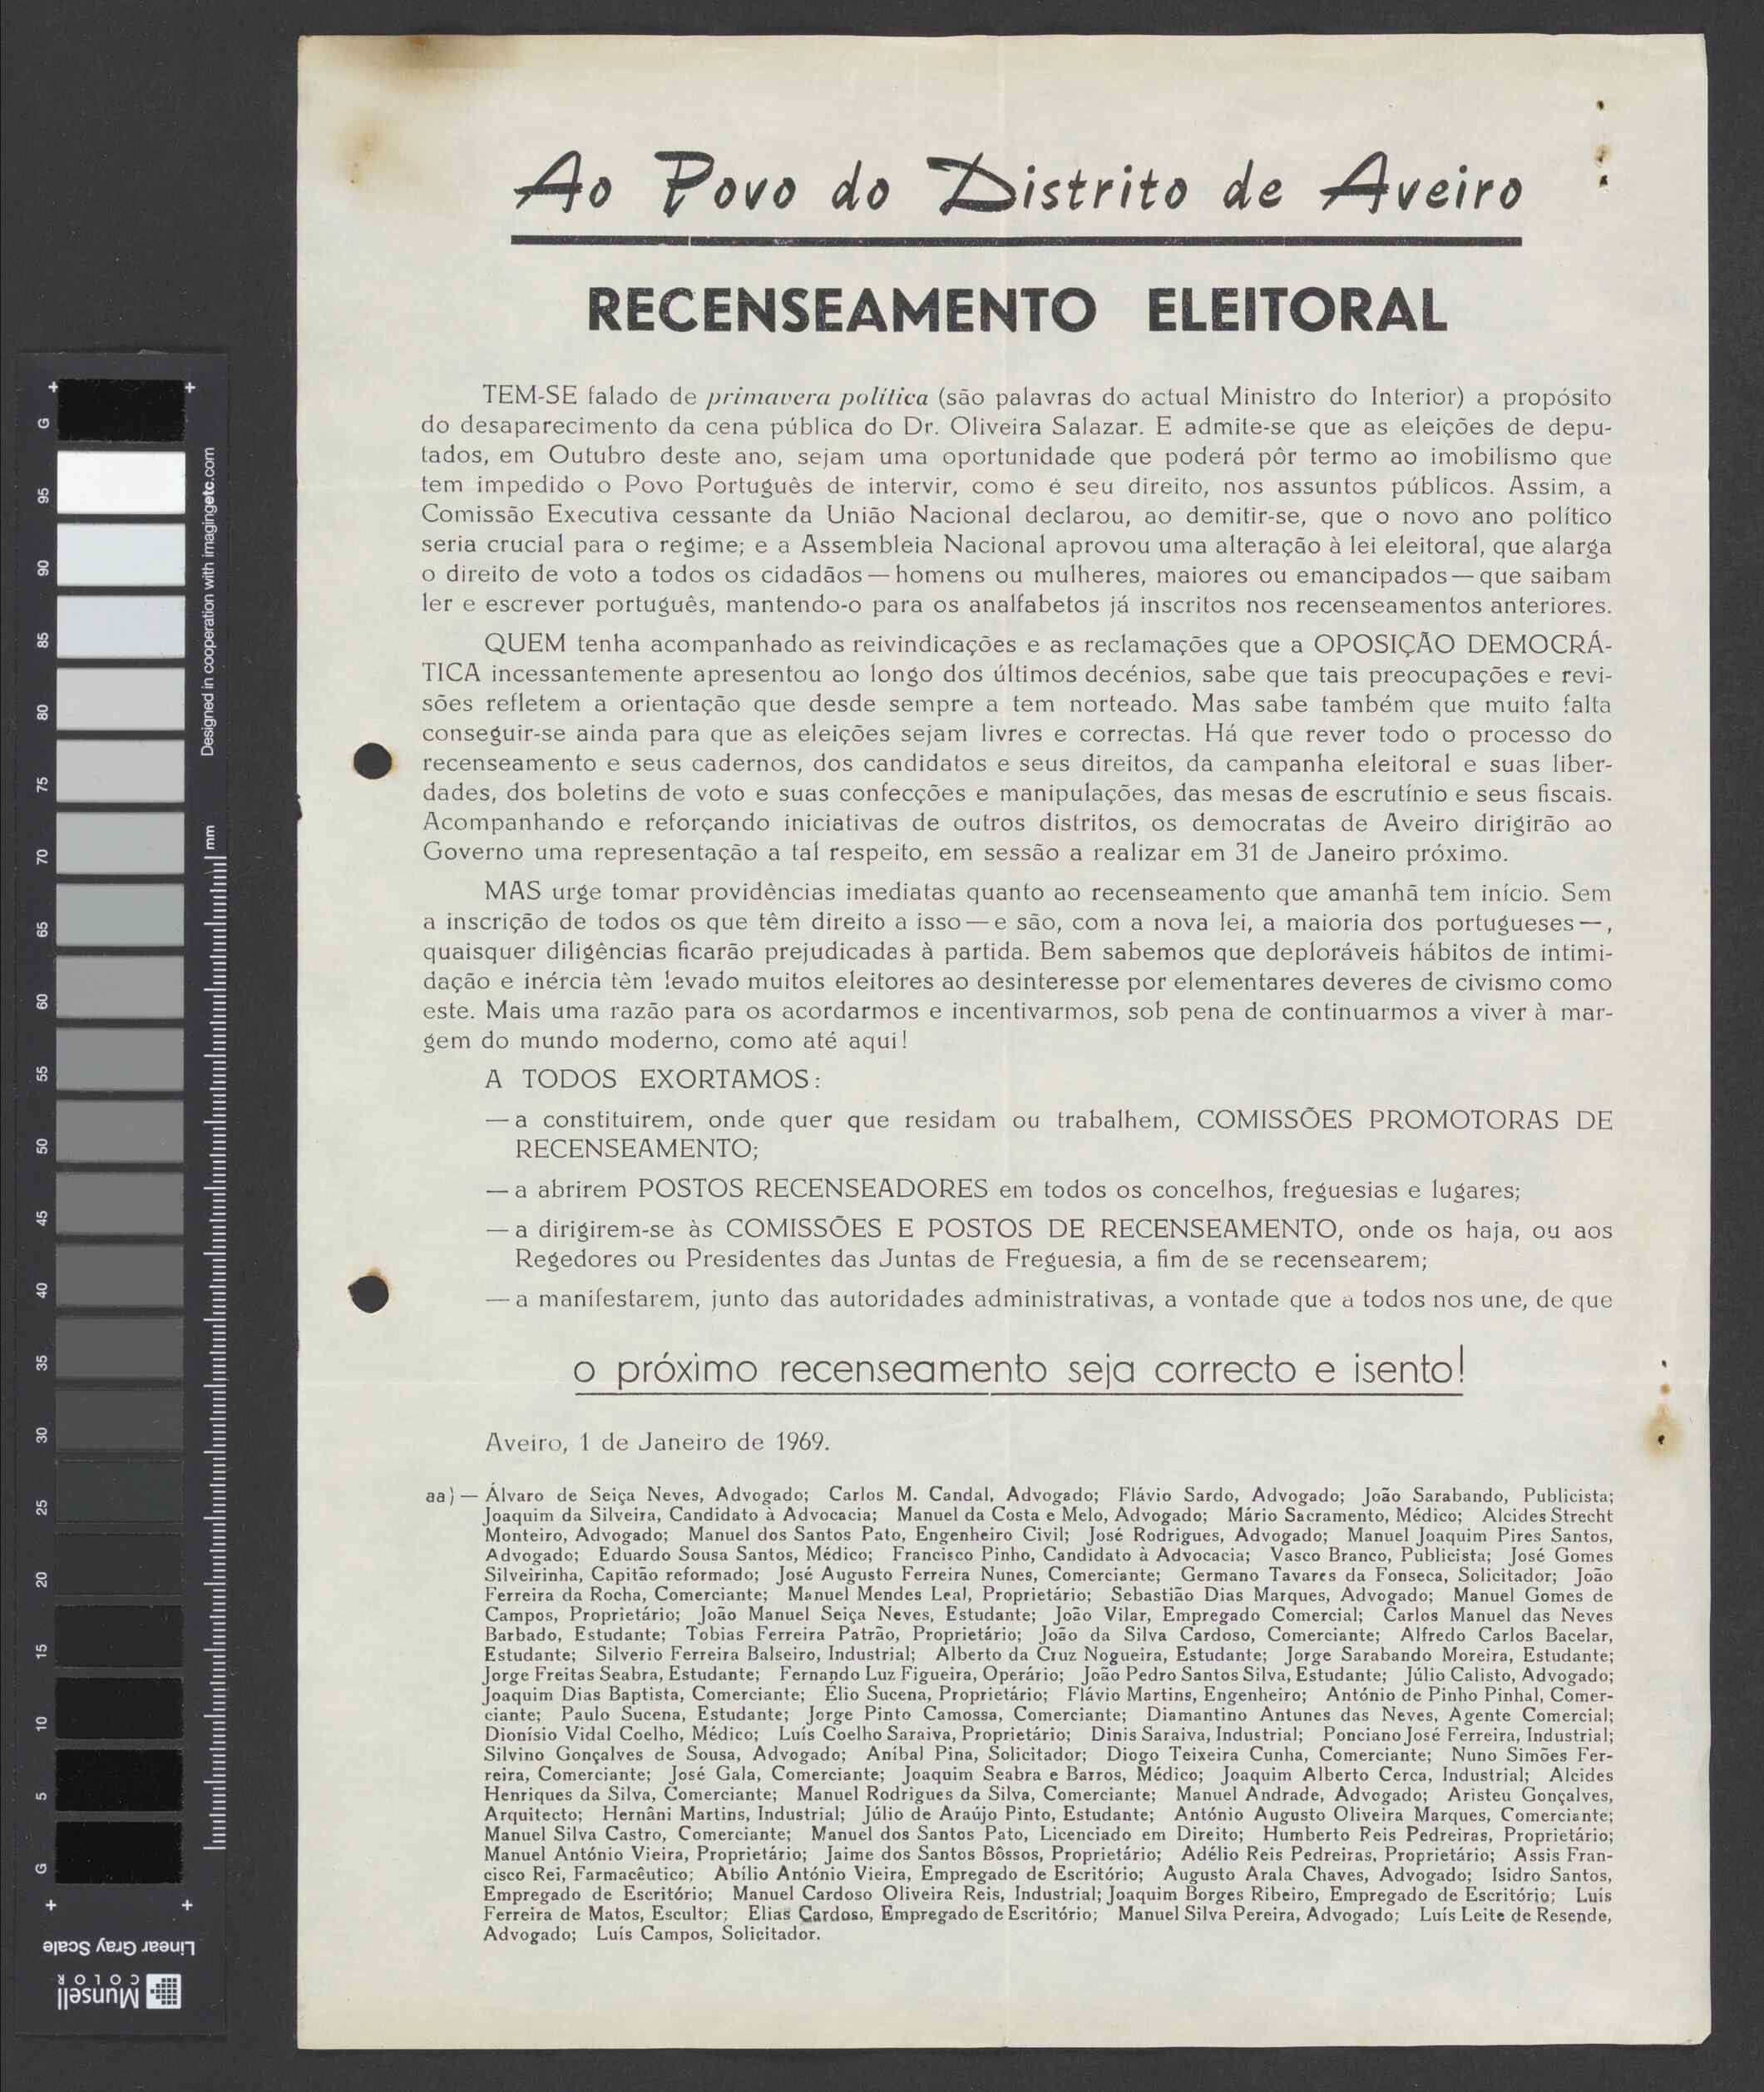 Ao Povo do Distrito de Aveiro
RECENSEAMENTO ELEITORAL
TEM-SE falado de primavera política (são palavras do actual Ministro do Interior) a propósito
do desaparecimento da cena pública do Dr. Oliveira Salazar. E admite-se que as eleições de depu-
tados, em Outubro deste ano, sejam uma oportunidade que poderá pôr termo ao imobilismo que
tem impedido o Povo Português de intervir, como é seu direito, nos assuntos públicos. Assim, a
Comissão Executiva cessante da União Nacional declarou, ao demitir-se, que o novo ano político
seria crucial para o regime; e a Assembleia Nacional aprovou uma alteração à lei eleitoral, que alarga
o direito de voto a todos os cidadãos — homens ou mulheres, maiores ou emancipados — que saibam
ler e escrever português, mantendo-o para os analfabetos já inscritos nos recenseamentos anteriores.
QUEM tenha acompanhado as reivindicações e as reclamações que a OPOSIÇÃO DEMOCRÁ-
TICA incessantemente apresentou ao longo dos últimos decénios, sabe que tais preocupações e revi-
sões refletem a orientação que desde sempre a tem norteado. Mas sabe também que muito falta
conseguir-se ainda para que as eleições sejam livres e correctas. Há que rever todo o processo do
recenseamento e seus cadernos, dos candidatos e seus direitos, da campanha eleitoral e suas liber-
dades, dos boletins de voto e suas confecções e manipulações, das mesas de escrutínio e seus fiscais.
Acompanhando e reforçando iniciativas de outros distritos, os democratas de Aveiro dirigirão ao
Governo uma representação a tal respeito, em sessão a realizar em 31 de Janeiro próximo.
MAS urge tomar providências imediatas quanto ao recenseamento que amanhã tem início. Sem
a inscrição de todos os que têm direito a isso — e são, com a nova lei, a maioria dos portugueses —,
quaisquer diligências ficarão prejudicadas à partida. Bem sabemos que deploráveis hábitos de intimi-
dação e inércia têm levado muitos eleitores ao desinteresse por elementares deveres de civismo como
este. Mais uma razão para os acordarmos e incentivarmos, sob pena de continuarmos a viver à mar-
gem do mundo moderno, como até aqui!
A TODOS EXORTAMOS:
— a constituirem, onde quer que residam ou trabalhem, COMISSÕES PROMOTORAS DE
RECENSEAMENTO;
— a abrirem POSTOS RECENSEADORES em todos os concelhos, freguesias e lugares;
— a dirigirem-se às COMISSÕES E POSTOS DE RECENSEAMENTO, onde os haja, ou aos
Regedores ou Presidentes das Juntas de Freguesia, a fim de se recensearem;
— a manifestarem, junto das autoridades administrativas, a vontade que a todos nos une, de que
o próximo recenseamento seja correcto e isento!
Aveiro, 1 de Janeiro de 1969.
aa) — Álvaro de Seiça Neves, Advogado; Carlos M. Candal, Advogado; Flávio Sardo, Advogado; João Sarabando, Publicista;
Joaquim da Silveira, Candidato à Advocacia; Manuel da Costa e Melo, Advogado; Mário Sacramento, Médico; Alcides Strecht
Monteiro, Advogado; Manuel dos Santos Pato, Engenheiro Civil; José Rodrigues, Advogado; Manuel Joaquim Pires Santos,
Advogado; Eduardo Sousa Santos, Médico; Francisco Pinho, Candidato à Advocacia; Vasco Branco, Publicista; José Gomes
Silveirinha, Capitão reformado; José Augusto Ferreira Nunes, Comerciante; Germano Tavares da Fonseca, Solicitador; João
Ferreira da Rocha, Comerciante; Manuel Mendes Leal, Proprietário; Sebastião Dias Marques, Advogado; Manuel Gomes de
Campos, Proprietário; João Manuel Seiça Neves, Estudante; João Vilar, Empregado Comercial; Carlos Manuel das Neves
Barbado, Estudante; Tobias Ferreira Patrão, Proprietário; João da Silva Cardoso, Comerciante; Alfredo Carlos Bacelar,
Estudante; Silverio Ferreira Balseiro, Industrial; Alberto da Cruz Nogueira, Estudante; Jorge Sarabando Moreira, Estudante;
Jorge Freitas Seabra, Estudante; Fernando Luz Figueira, Operário; João Pedro Santos Silva, Estudante; Júlio Calisto, Advogado;
Joaquim Dias Baptista, Comerciante; Élio Sucena, Proprietário; Flávio Martins, Engenheiro; António de Pinho Pinhal, Comer-
ciante; Paulo Sucena, Estudante; Jorge Pinto Camossa, Comerciante; Diamantino Antunes das Neves, Agente Comercial;
Dionísio Vidal Coelho, Médico; Luís Coelho Saraiva, Proprietário; Dinis Saraiva, Industrial; Ponciano José Ferreira, Industrial;
Silvino Gonçalves de Sousa, Advogado; Aníbal Pina, Solicitador; Diogo Teixeira Cunha, Comerciante; Nuno Simões Fer-
reira, Comerciante; José Gala, Comerciante; Joaquim Seabra e Barros, Médico; Joaquim Alberto Cerca, Industrial; Alcides
Henriques da Silva, Comerciante; Manuel Rodrigues da Silva, Comerciante; Manuel Andrade, Advogado; Aristeu Gonçalves,
Arquitecto; Hernâni Martins, Industrial; Júlio de Araújo Pinto, Estudante; António Augusto Oliveira Marques, Comerciante;
Manuel Silva Castro, Comerciante; Manuel dos Santos Pato, Licenciado em Direito; Humberto Reis Pedreiras, Proprietário;
Manuel António Vieira, Proprietário; Jaime dos Santos Bôssos, Proprietário; Adélio Reis Pedreiras, Proprietário; Assis Fran-
cisco Rei, Farmacêutico; Abílio António Vieira, Empregado de Escritório; Augusto Arala Chaves, Advogado; Isidro Santos,
Empregado de Escritório; Manuel Cardoso Oliveira Reis, Industrial; Joaquim Borges Ribeiro, Empregado de Escritório; Luís
Ferreira de Matos, Escultor; Elias Cardoso, Empregado de Escritório; Manuel Silva Pereira, Advogado; Luís Leite de Resende,
Advogado; Luís Campos, Solicitador.
G
95
90
85
80
75
70
65
60
55
50
45
40
35
30
25
20
15
10
5
G
Designed in cooperation with imagingetc.com
mm
Linear Gray Scale
Munsell
COLOR